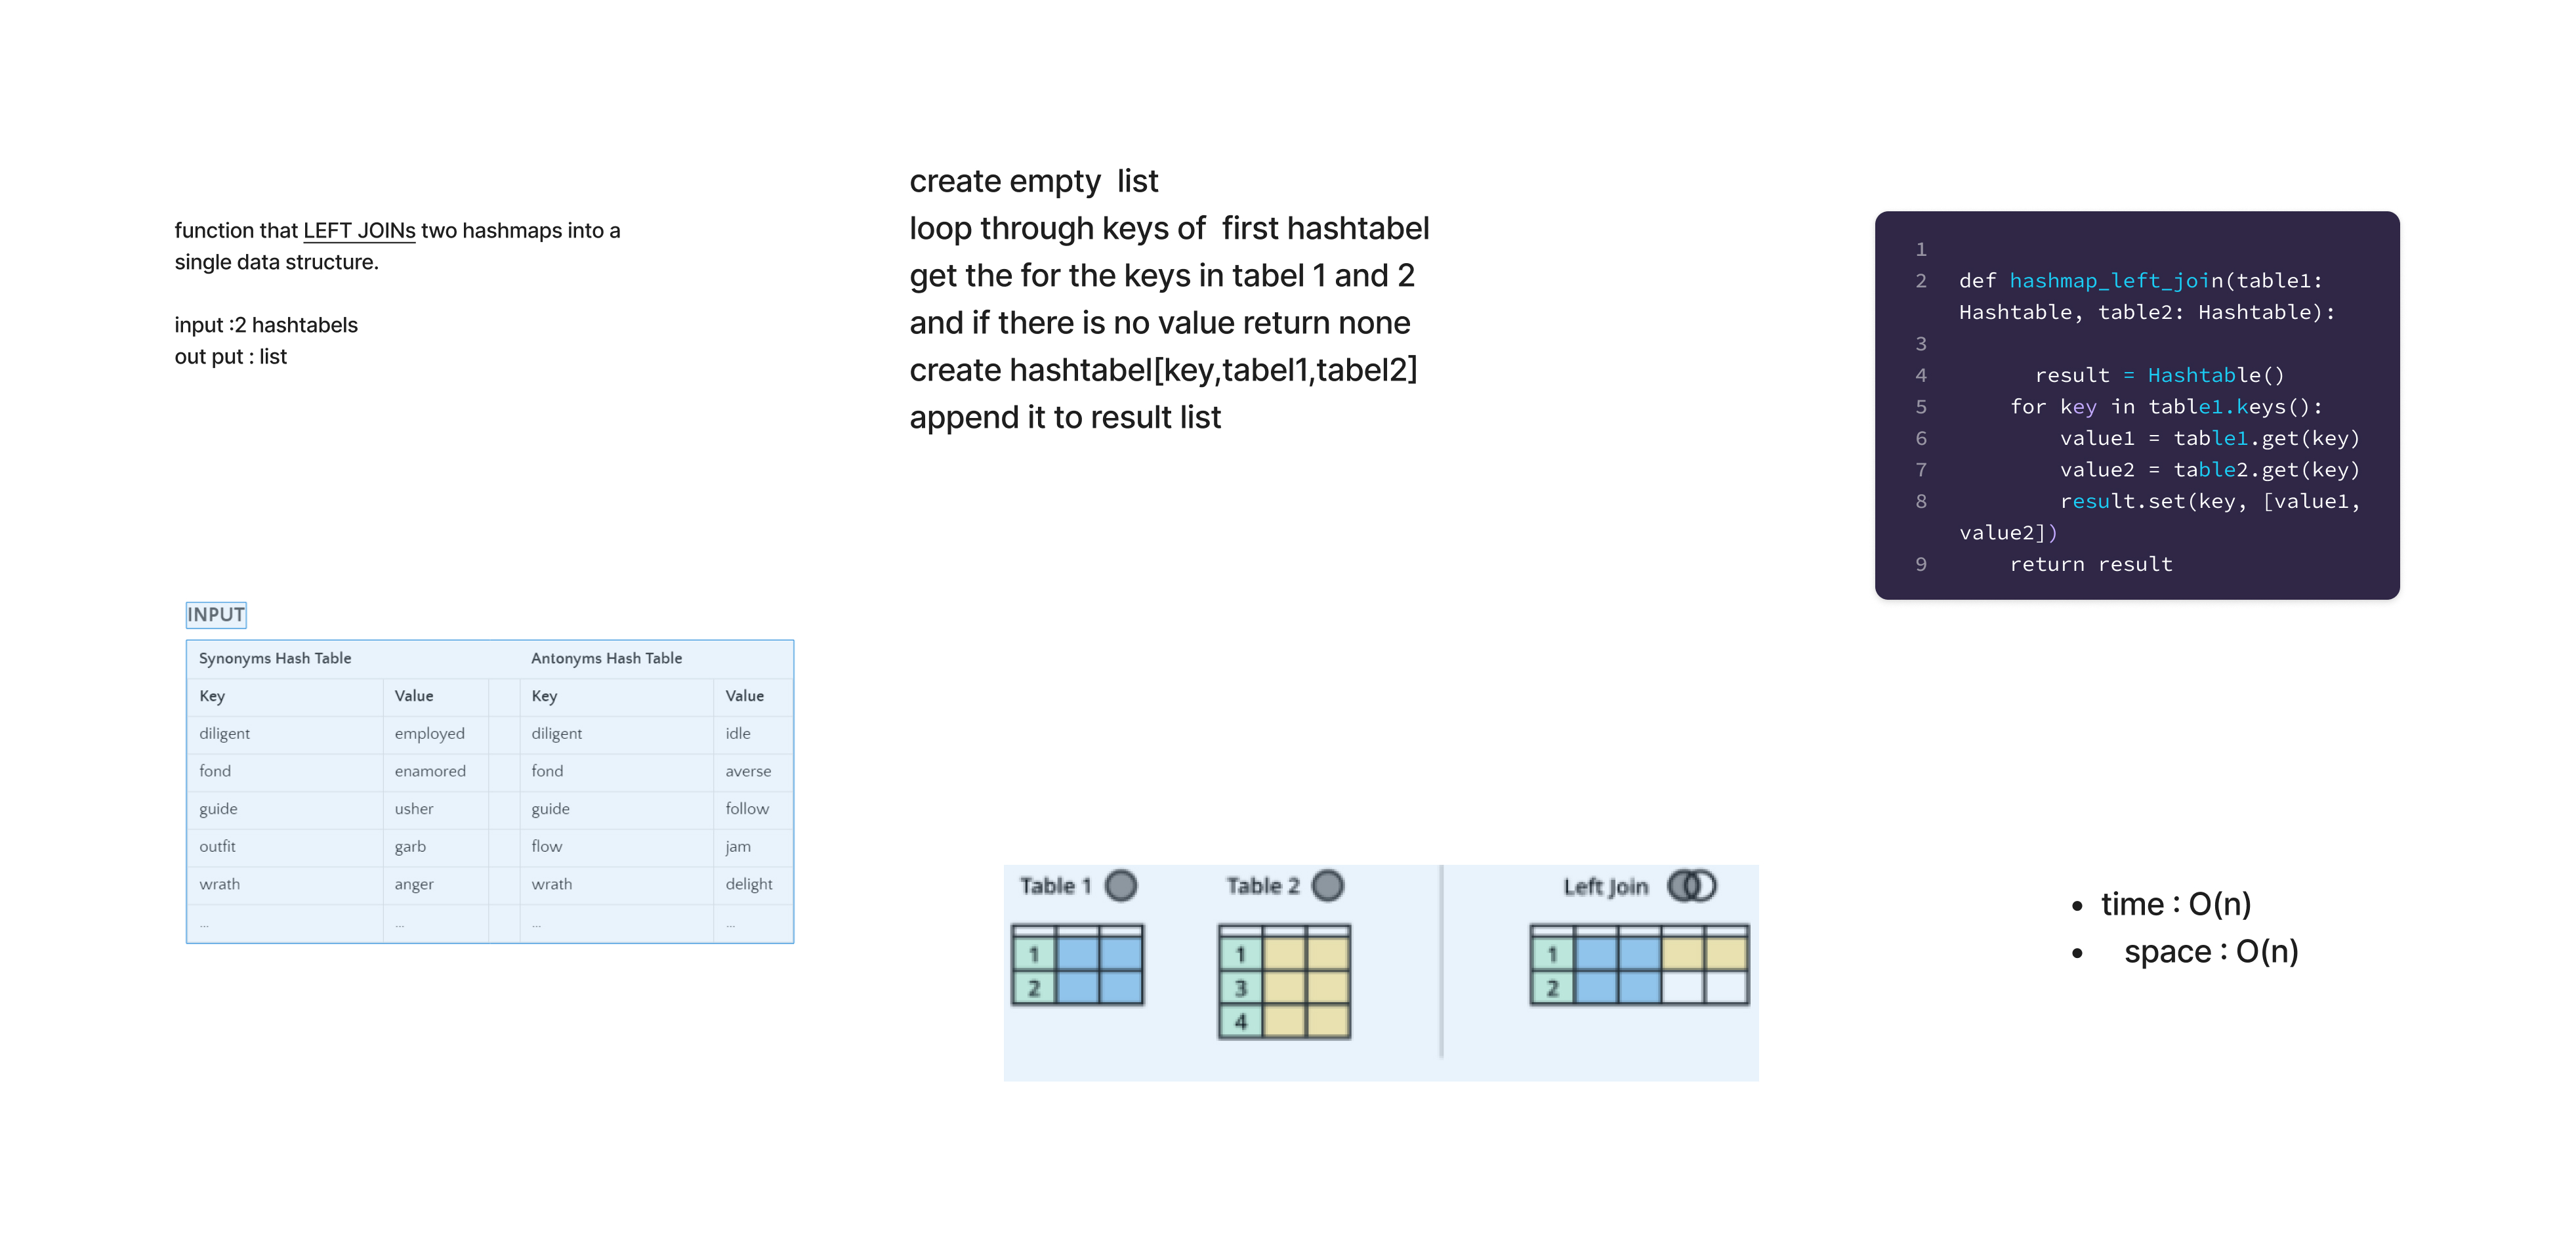 function that LEFT JOINs two hashmaps into a
single data structure.
input :2 hashtabels
out put : list
create empty  list
loop through keys of  first hashtabel
get the for the keys in tabel 1 and 2
and if there is no value return none
create hashtabel[key,tabel1,tabel2]
append it to result list
1
2 def hashmap_left_join(table1:
Hashtable, table2: Hashtable):
3
4 result = Hashtable()
5 for key in table1.keys():
6 value1 = table1.get(key)
7 value2 = table2.get(key)
8 result.set(key, [value1,
value2])
9 return result
INPUT
Synonyms Hash Table Antonyms Hash Table
Key Value Key Value
diligent employed diligent idle
fond enamored fond averse
guide usher guide follow
outfit garb flow jam
wrath anger wrath delight
... ... ... ...
Table 1 Table 2 Left Join
1 1 1
2 3 2
4
• time : O(n)
• space : O(n)